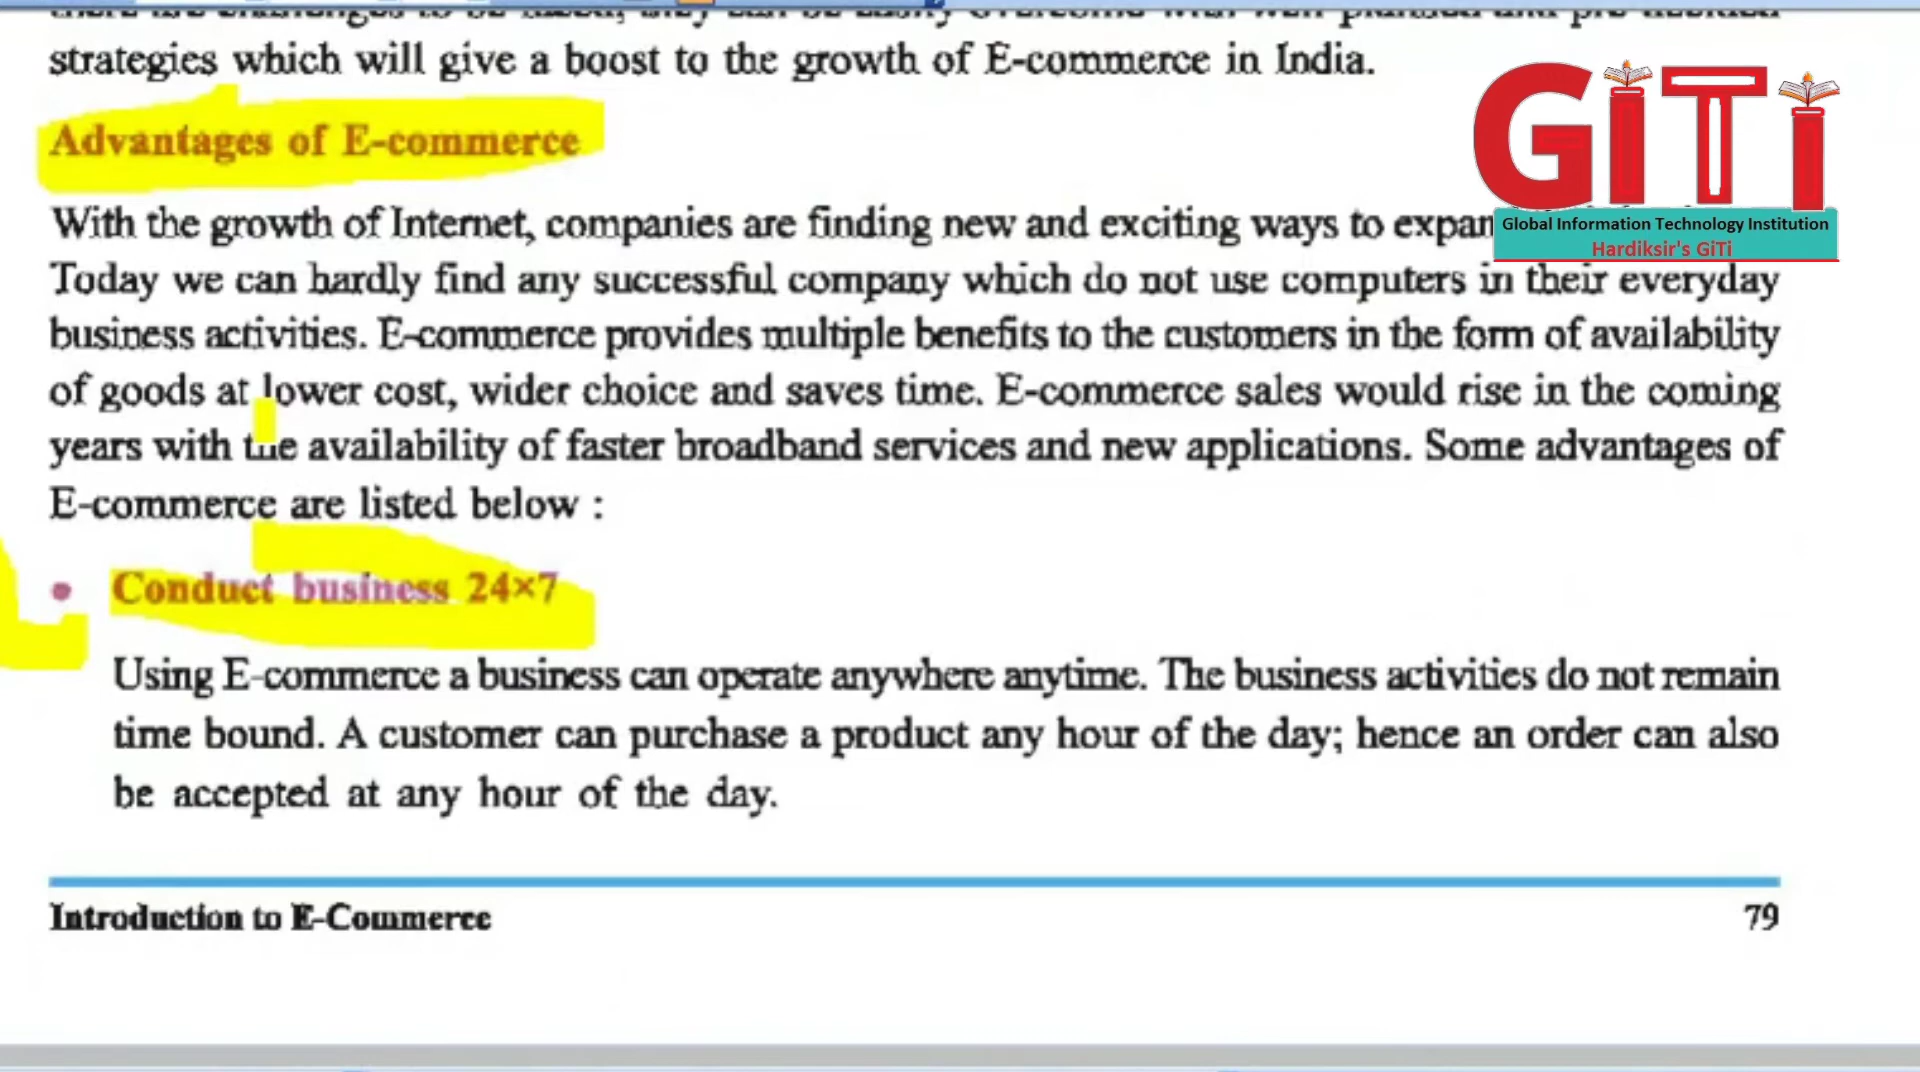 strategies which will give a boost to the growth of E-commerce in India.
Advantages of E-commerce
With the growth of Internet, companies are finding new and exciting ways to
Today we can hardly find any successful company which do not use computers in their everyday
business activities. E-commerce provides multiple benefits to the customers in the form of availability
of goods at lower cost, wider choice and saves time. E-commerce sales would rise in the coming
years with the availability of faster broadband services and new applications. Some advantages of
E-commerce are listed below :
• Conduct business 24×7
Using E-commerce a business can operate anywhere anytime. The business activities do not remain
time bound. A customer can purchase a product any hour of the day; hence an order can also
be accepted at any hour of the day.
Introduction to E-Commerce 79
GiTi
Global Information Technology Institution
Hardiksir's GiTi